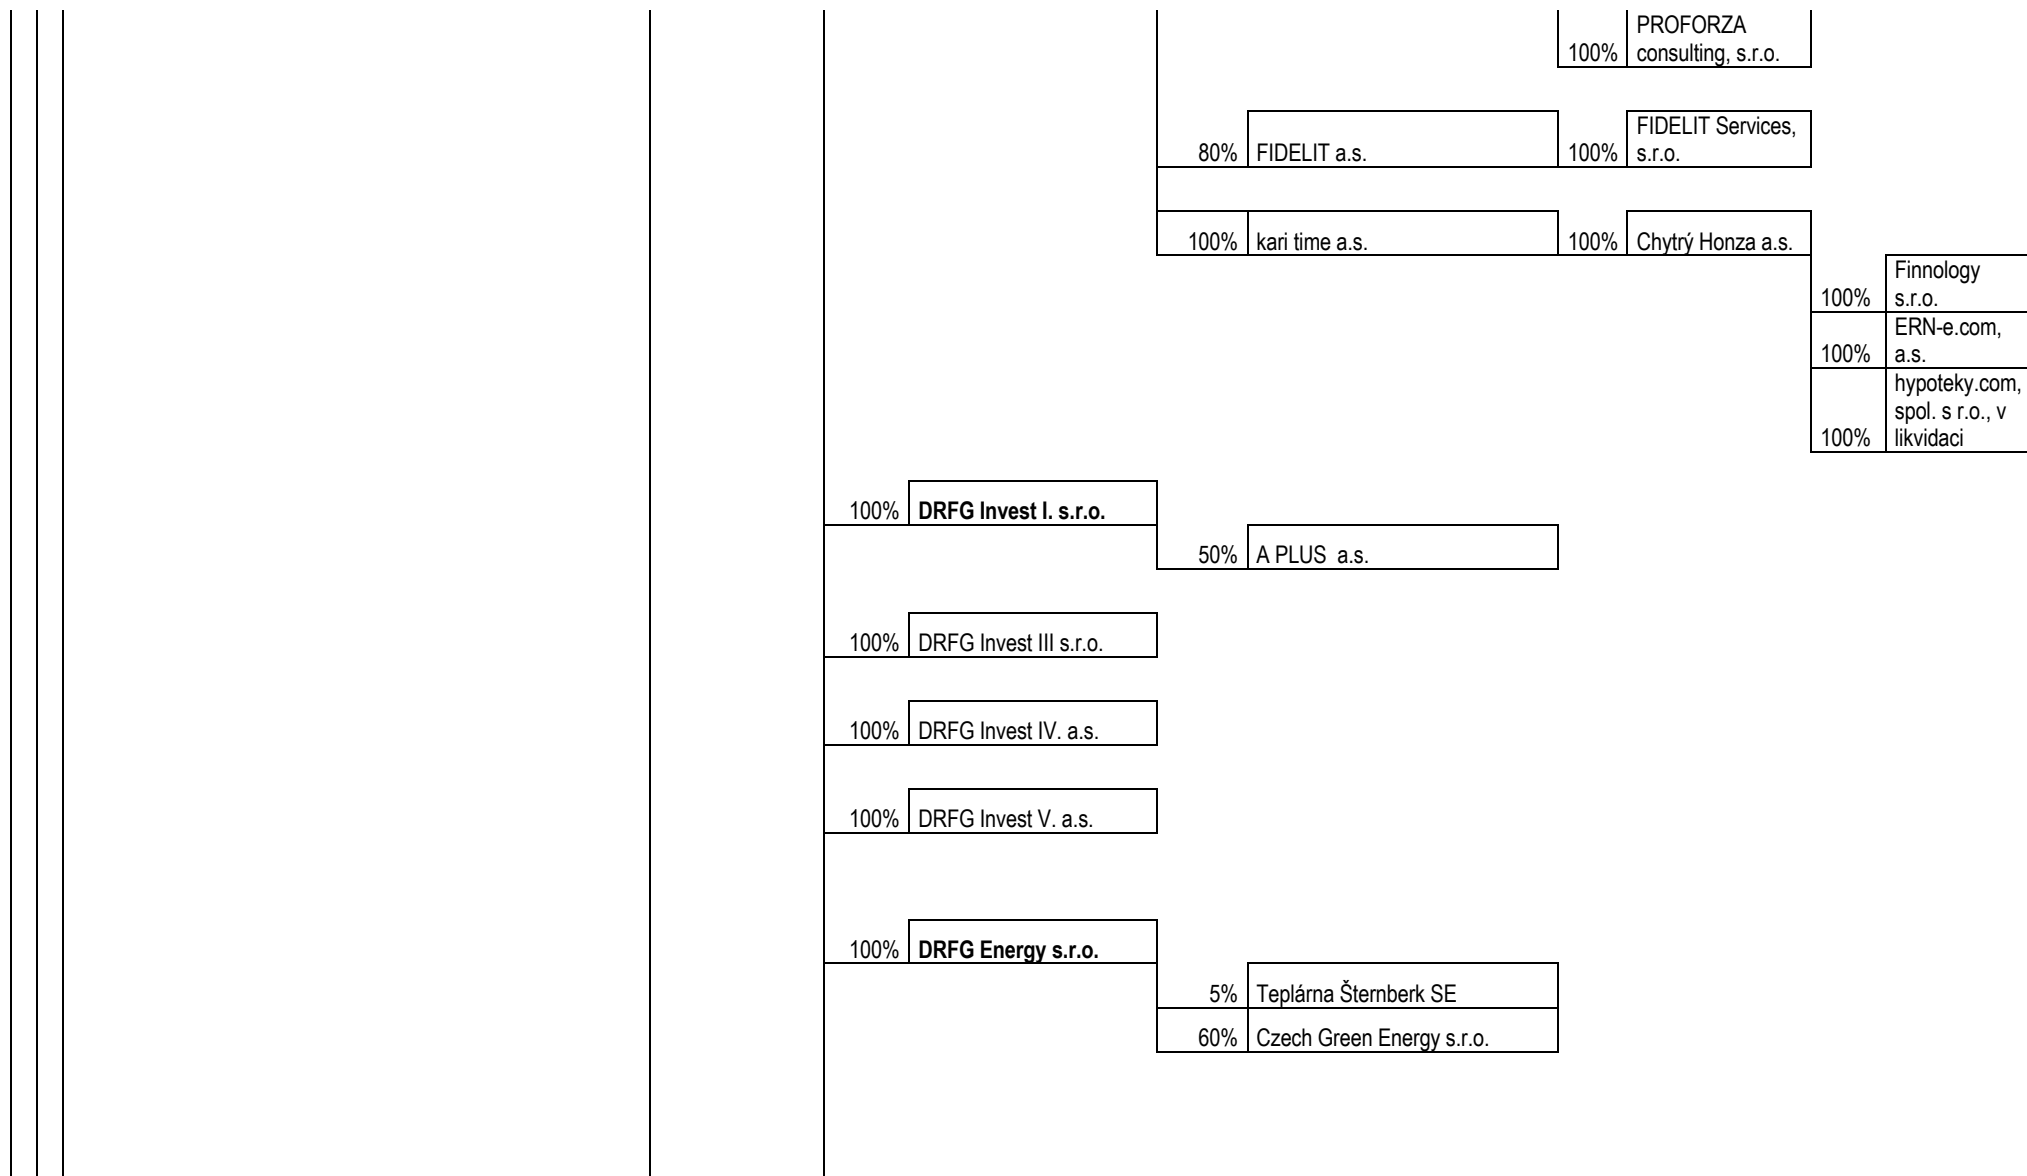 PROFORZA
100% consulting, s.r.o.
FIDELIT Services,
80% FIDELIT a.s. 100% s.r.o.
100% kari time a.s. 100% Chytrý Honza a.s.
Finnology
100% s.r.o.
ERN-e.com,
100% a.s.
hypoteky.com,
spol. s r.o., v
100% likvidaci
100% DRFG Invest I. s.r.o.
50% A PLUS a.s.
100% DRFG Invest III s.r.o.
100% DRFG Invest IV. a.s.
100% DRFG Invest V. a.s.
100% DRFG Energy s.r.o.
5% Teplárna Šternberk SE
60% Czech Green Energy s.r.o.